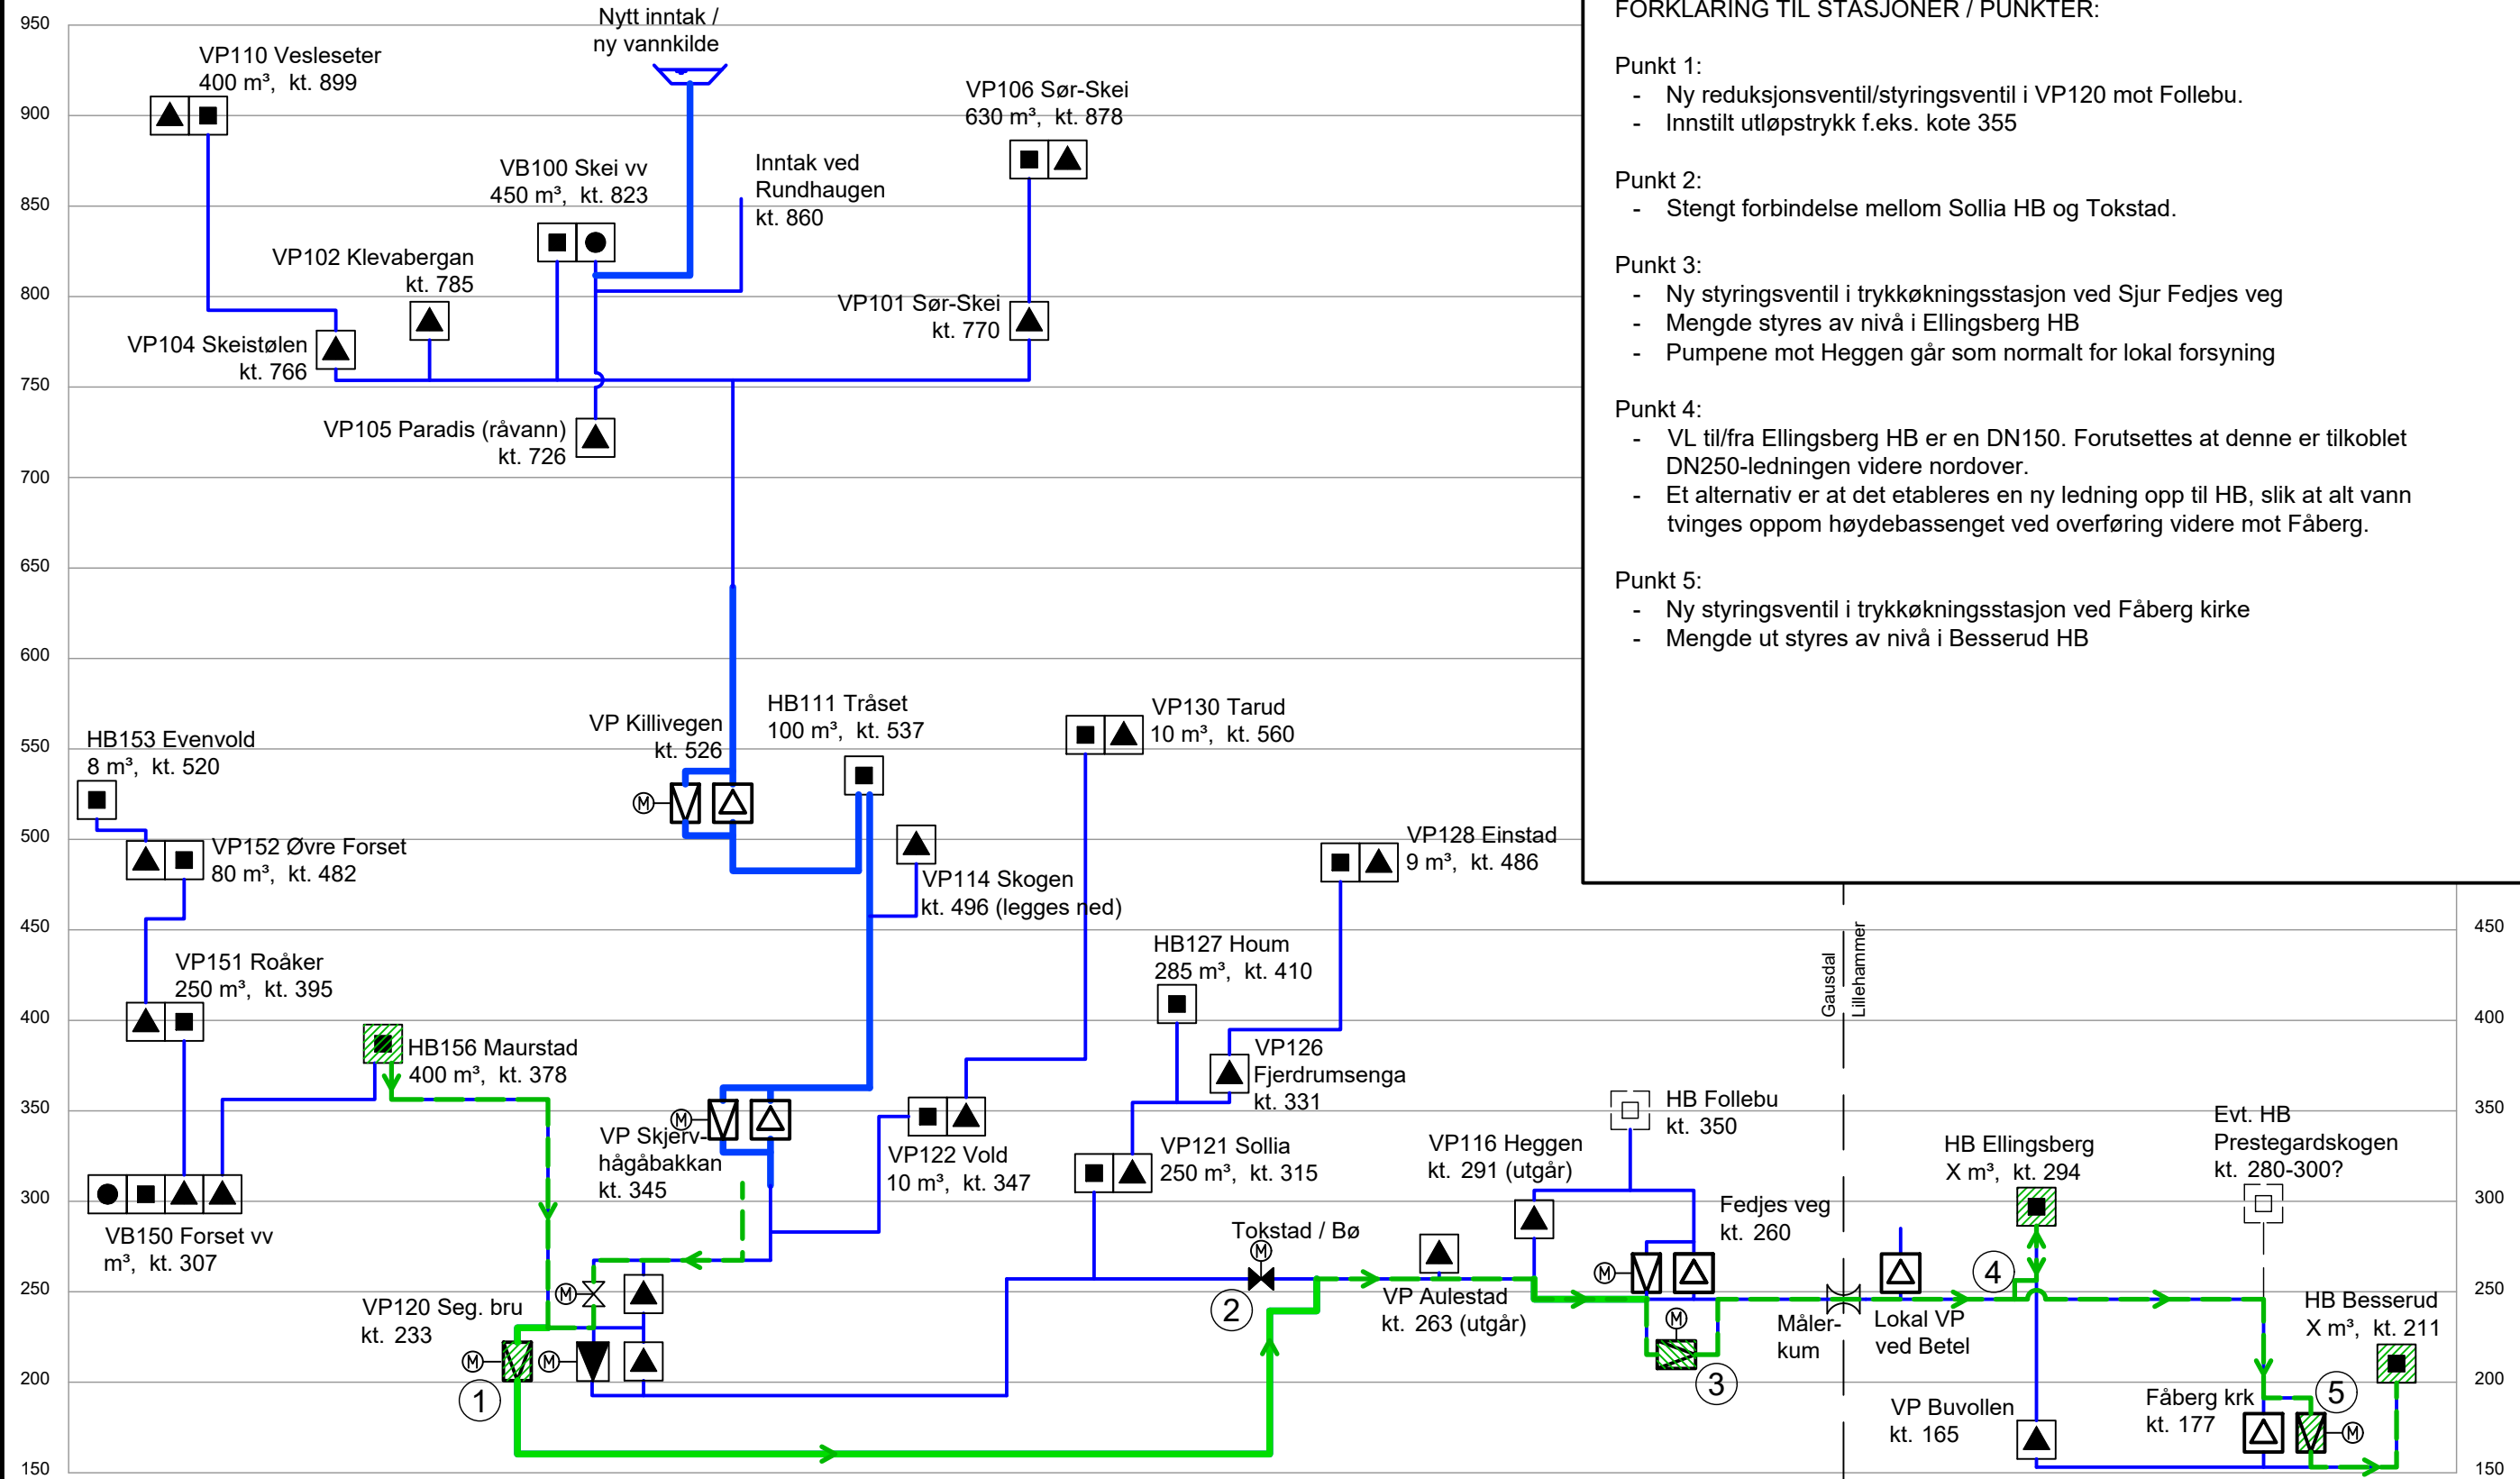 950
900
850
800
750
700
650
600
550
500
450
400
350
300
250
200
150
Nytt inntak /
ny vannkilde
VP110 Vesleseter
400 m³, kt. 899
VP106 Sør-Skei
630 m³, kt. 878
VB100 Skei vv
450 m³, kt. 823
Inntak ved
Rundhaugen
kt. 860
VP102 Klevabergan
kt. 785
VP101 Sør-Skei
kt. 770
VP104 Skeistølen
kt. 766
VP105 Paradis (råvann)
kt. 726
FORKLARING TIL STASJONER / PUNKTER:
Punkt 1:
- Ny reduksjonsventil/styringsventil i VP120 mot Follebu.
- Innstilt utløpstrykk f.eks. kote 355
Punkt 2:
- Stengt forbindelse mellom Sollia HB og Tokstad.
Punkt 3:
- Ny styringsventil i trykkøkningsstasjon ved Sjur Fedjes veg
- Mengde styres av nivå i Ellingsberg HB
- Pumpene mot Heggen går som normalt for lokal forsyning
Punkt 4:
- VL til/fra Ellingsberg HB er en DN150. Forutsettes at denne er tilkoblet
DN250-ledningen videre nordover.
- Et alternativ er at det etableres en ny ledning opp til HB, slik at alt vann
tvinges oppom høydebassenget ved overføring videre mot Fåberg.
Punkt 5:
- Ny styringsventil i trykkøkningsstasjon ved Fåberg kirke
- Mengde ut styres av nivå i Besserud HB
VP Killivegen
kt. 526
HB111 Tråset
100 m³, kt. 537
VP130 Tarud
10 m³, kt. 560
HB153 Evenvold
8 m³, kt. 520
M
VP152 Øvre Forset
80 m³, kt. 482
VP114 Skogen
kt. 496 (legges ned)
VP128 Einstad
9 m³, kt. 486
VP151 Roåker
250 m³, kt. 395
HB127 Houm
285 m³, kt. 410
Gausdal
Lillehammer
HB156 Maurstad
400 m³, kt. 378
VP126
Fjerdrumsenga
kt. 331
M
VP Skjerv-
hågåbakkan
kt. 345
VP122 Vold
10 m³, kt. 347
VP121 Sollia
250 m³, kt. 315
HB Follebu
kt. 350
VP116 Heggen
kt. 291 (utgår)
HB Ellingsberg
X m³, kt. 294
Evt. HB
Prestegardskogen
kt. 280-300?
VB150 Forset vv
m³, kt. 307
Fedjes veg
kt. 260
Tokstad / Bø
M
2
VP Aulestad
kt. 263 (utgår)
M
M
3
Måler-
kum
Lokal VP
ved Betel
4
HB Besserud
X m³, kt. 211
M
VP120 Seg. bru
kt. 233
M
M
1
VP Buvollen
kt. 165
Fåberg krk
kt. 177
5
M
450
400
350
300
250
200
150